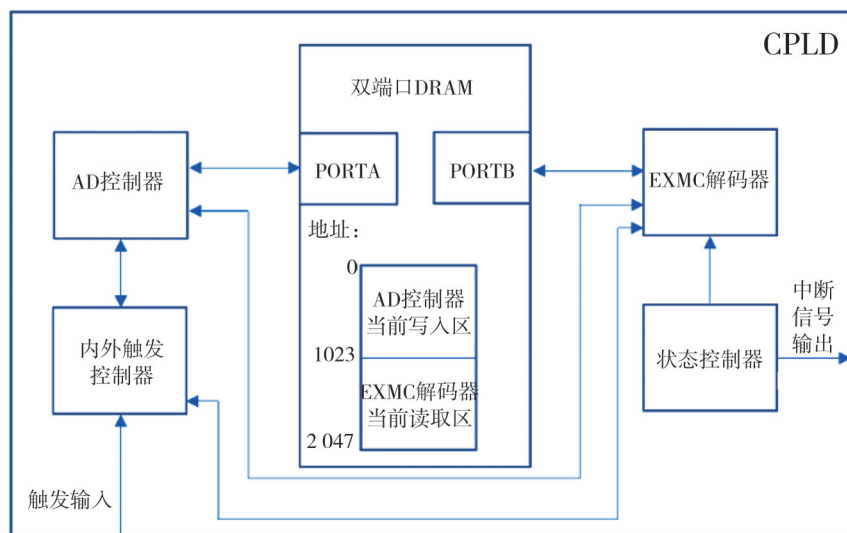 CPLD
双端口DRAM
AD控制器
PORTA
PORTB
EXMC解码器
地址：
0
AD控制器
当前写入区
1023
EXMC解码器
当前读取区
2 047
内外触发
控制器
状态控制器
中断
信号
输出
触发输入